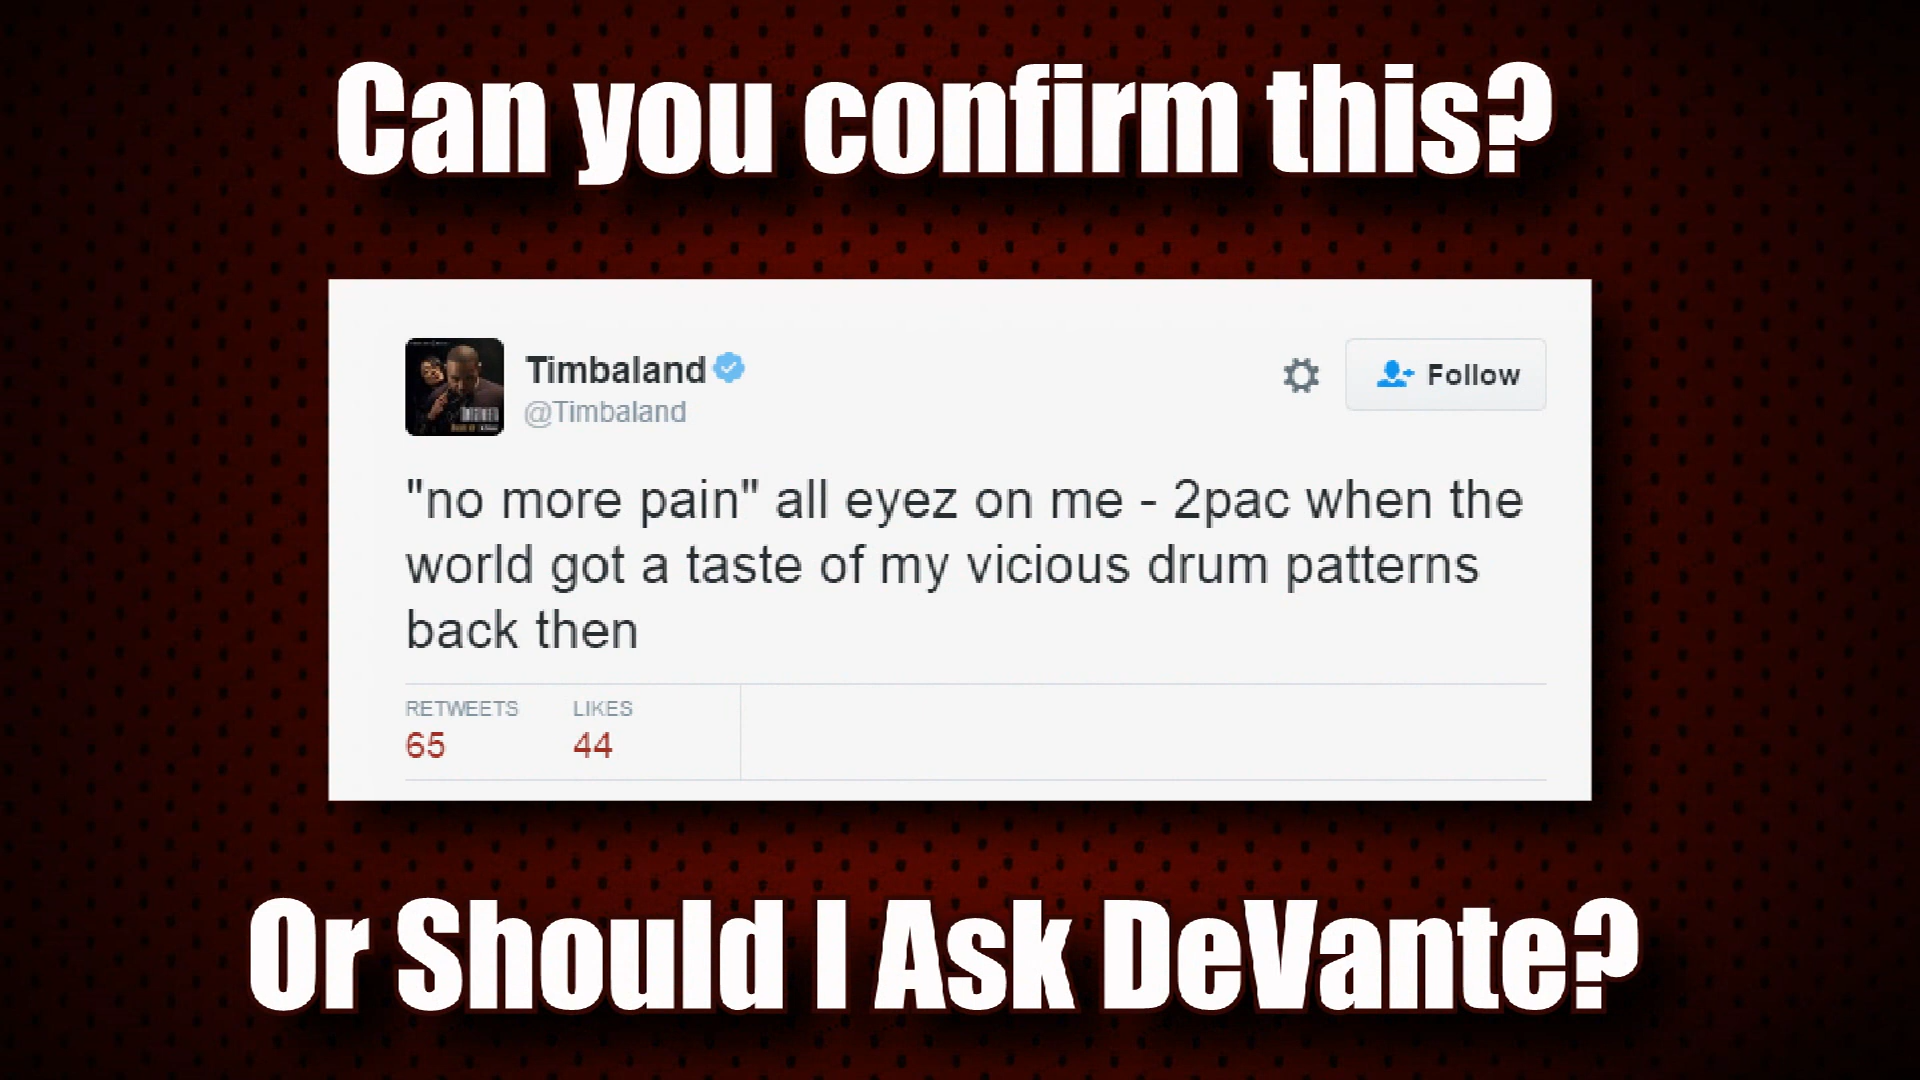 Can you confirm this?
Timbaland
@Timbaland
Follow
"no more pain" all eyez on me - 2pac when the
world got a taste of my vicious drum patterns
back then
RETWEETS LIKES
65 44
Or Should I Ask DeVante?